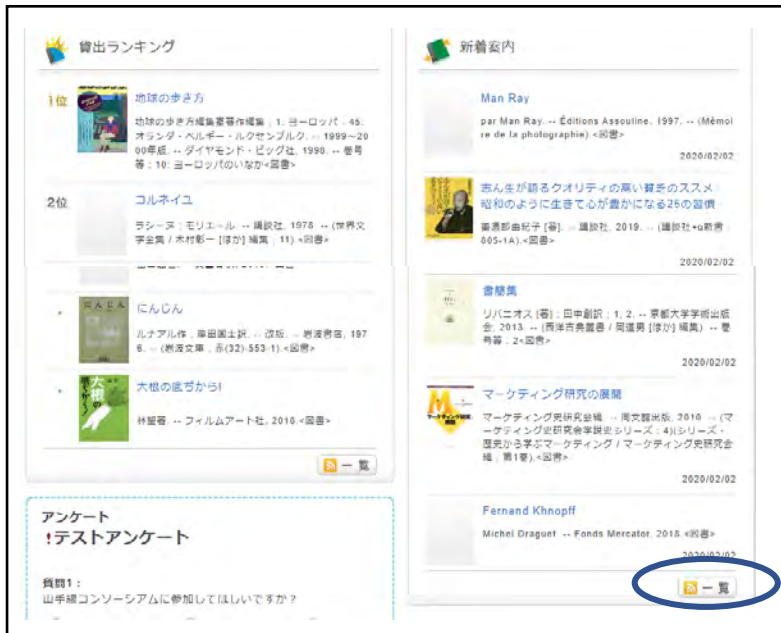 貸出ランキング
1位
地球の歩き方
地球の歩き方編集室著作編集 ; 1. ヨーロッパ - 45.
オランダ・ベルギー・ルクセンブルク. -- 1999～20
00年版. -- ダイヤモンド・ビッグ社, 1998. -- 巻号
等 : 10: ヨーロッパのいなか<図書>
2位
コルネイユ
ラシーヌ ; モリエール. -- 講談社, 1978. -- (世界文
学全集 / 木村彰一 [ほか] 編集 ; 11).<図書>
にんじん
ルナアル作 ; 岸田国士訳. -- 改版. -- 岩波書店, 197
6. -- (岩波文庫 ; 赤(32)-553-1).<図書>
大根の底ぢから!
林望著. -- フィルムアート社, 2010.<図書>
一 覧
アンケート
!テストアンケート
質問1 :
山手線コンソーシアムに参加してほしいですか？
新着案内
Man Ray
par Man Ray. -- Éditions Assouline, 1997. -- (Mémoi
re de la photographie).<図書>
2020/02/02
志ん生が語るクオリティの高い貧乏のススメ
昭和のように生きて心が豊かになる25の習慣
美濃部由紀子 [著]. -- 講談社, 2019. -- (講談社+α新書 ;
005-1A).<図書>
2020/02/02
書簡集
リバニオス [著] ; 田中創訳 ; 1, 2. -- 京都大学学術出版
会, 2013. -- (西洋古典叢書 / 岡道男 [ほか] 編集) -- 巻
号等 ; 2<図書>
2020/02/02
マーケティング研究の展開
マーケティング史研究会編. -- 同文舘出版, 2010. -- (マ
ーケティング史研究会学説史シリーズ ; 4)(シリーズ・
歴史から学ぶマーケティング / マーケティング史研究会
編 ; 第1巻).<図書>
2020/02/02
Fernand Khnopff
Michel Draguet. -- Fonds Mercator, 2018.<図書>
2020/02/02
一 覧